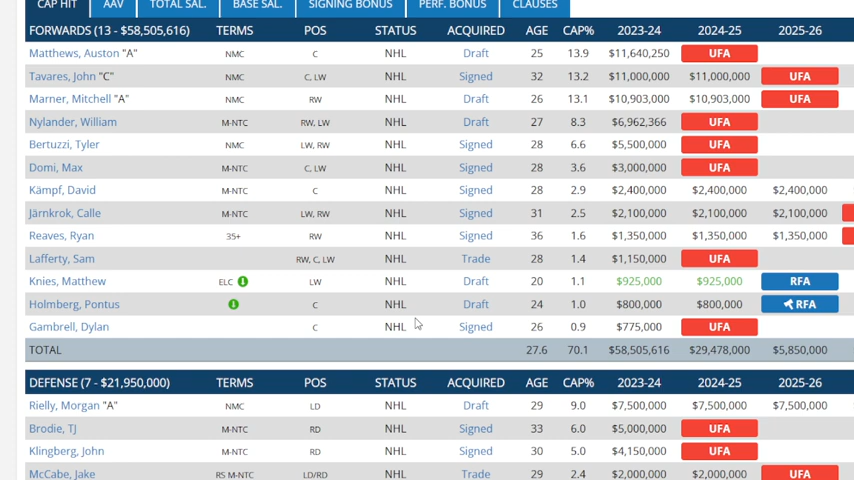 CAP HIT AAV TOTAL SAL. BASE SAL. SIGNING BONUS PERF. BONUS CLAUSES
FORWARDS (13 - $58,505,616) TERMS POS STATUS ACQUIRED AGE CAP% 2023-24 2024-25 2025-26
Matthews, Auston "A" NMC C NHL Draft 25 13.9 $11,640,250 UFA
Tavares, John "C" NMC C, LW NHL Signed 32 13.2 $11,000,000 $11,000,000 UFA
Marner, Mitchell "A" NMC RW NHL Draft 26 13.1 $10,903,000 $10,903,000 UFA
Nylander, William M-NTC RW, LW NHL Draft 27 8.3 $6,962,366 UFA
Bertuzzi, Tyler NMC LW, RW NHL Signed 28 6.6 $5,500,000 UFA
Domi, Max M-NTC C, LW NHL Signed 28 3.6 $3,000,000 UFA
Kämpf, David M-NTC C NHL Signed 28 2.9 $2,400,000 $2,400,000 $2,400,000
Järnkrok, Calle M-NTC LW, RW NHL Signed 31 2.5 $2,100,000 $2,100,000 $2,100,000
Reaves, Ryan 35+ RW NHL Signed 36 1.6 $1,350,000 $1,350,000 $1,350,000
Lafferty, Sam RW, C, LW NHL Trade 28 1.4 $1,150,000 UFA
Knies, Matthew ELC LW NHL Draft 20 1.1 $925,000 $925,000 RFA
Holmberg, Pontus C NHL Draft 24 1.0 $800,000 $800,000 RFA
Gambrell, Dylan C NHL Signed 26 0.9 $775,000 UFA
TOTAL 27.6 70.1 $58,505,616 $29,478,000 $5,850,000
DEFENSE (7 - $21,950,000) TERMS POS STATUS ACQUIRED AGE CAP% 2023-24 2024-25 2025-26
Rielly, Morgan "A" NMC LD NHL Draft 29 9.0 $7,500,000 $7,500,000 $7,500,000
Brodie, TJ M-NTC RD NHL Signed 33 6.0 $5,000,000 UFA
Klingberg, John M-NTC RD NHL Signed 30 5.0 $4,150,000 UFA
McCabe, Jake RS M-NTC LD/RD NHL Trade 29 2.4 $2,000,000 $2,000,000 UFA